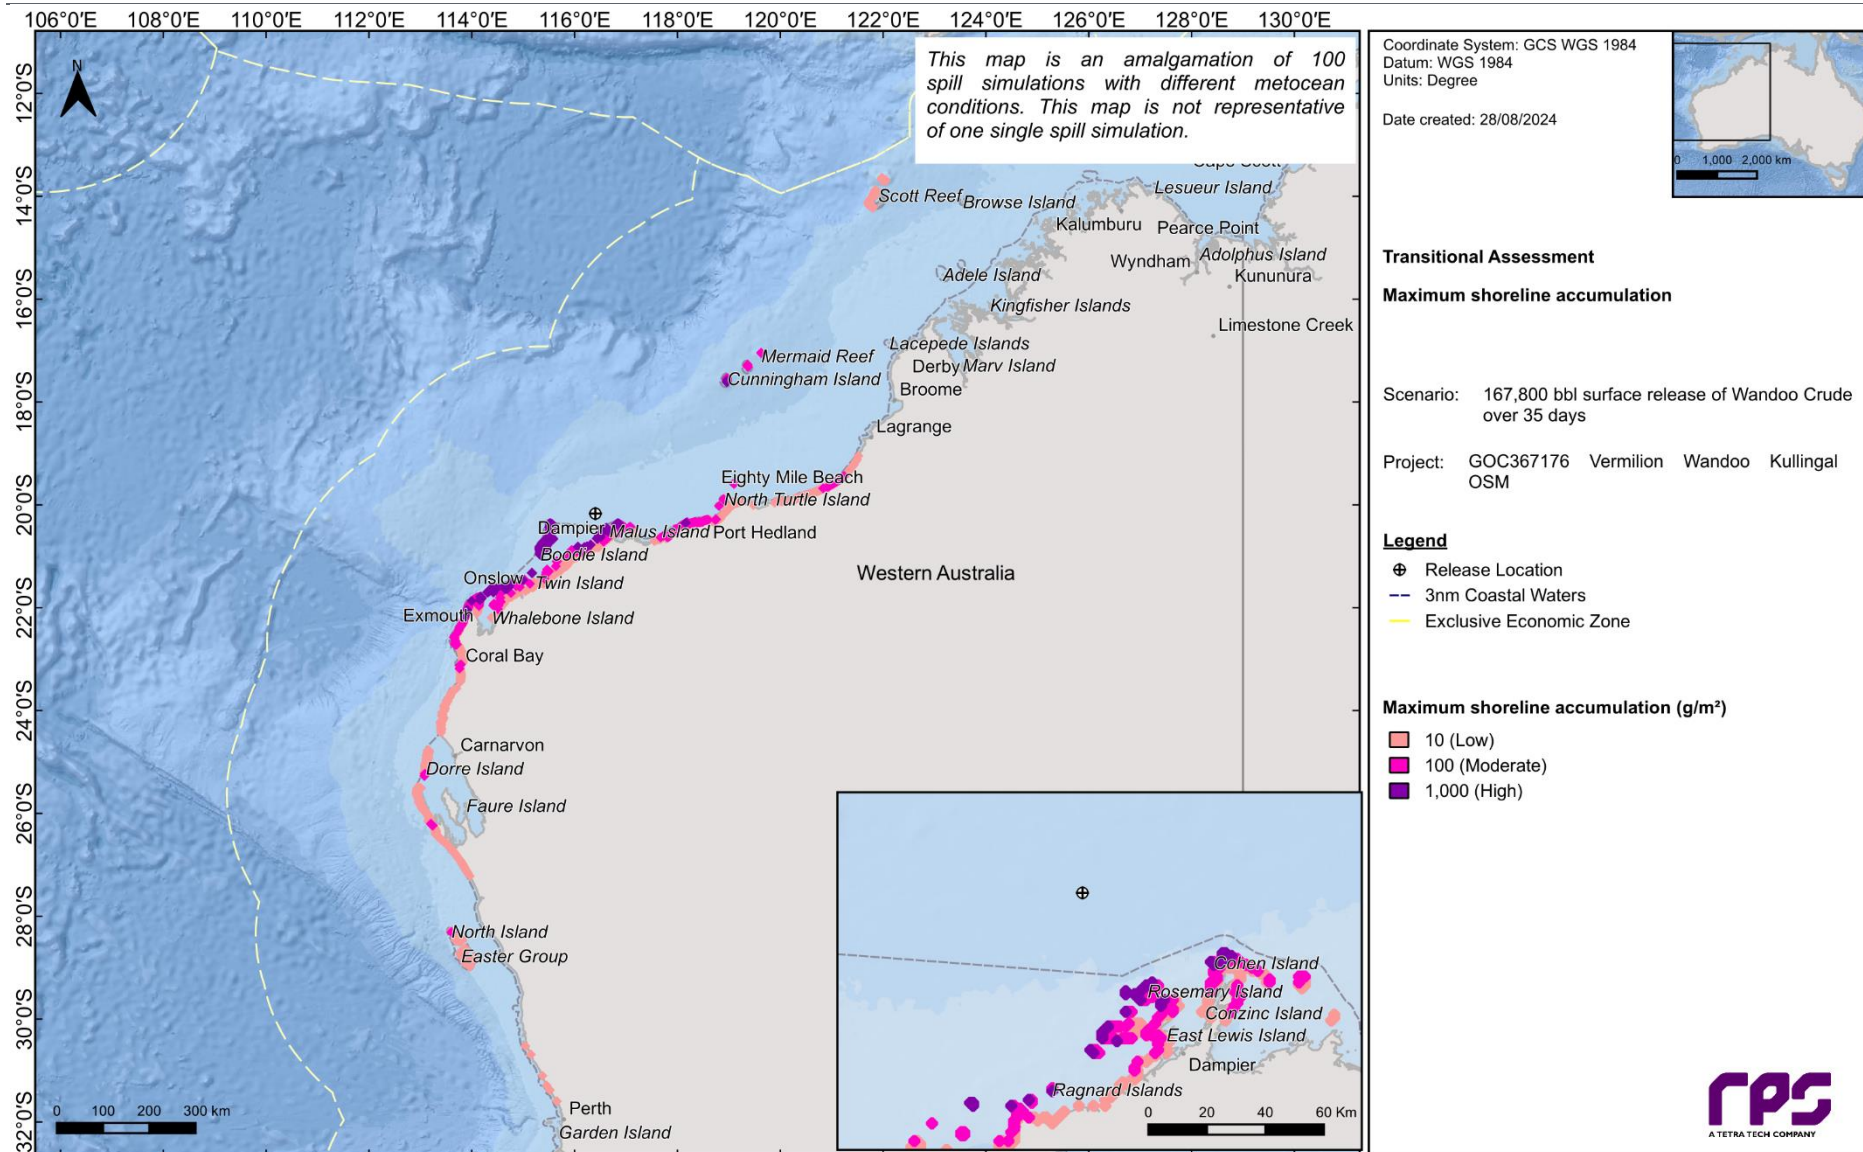 106°0'E 108°0'E 110°0'E 112°0'E 114°0'E 116°0'E 118°0'E 120°0'E 122°0'E 124°0'E 126°0'E 128°0'E 130°0'E
12°0'S
14°0'S
16°0'S
18°0'S
20°0'S
22°0'S
24°0'S
26°0'S
28°0'S
30°0'S
32°0'S
N
This map is an amalgamation of 100
spill simulations with different metocean
conditions. This map is not representative
of one single spill simulation.
Scott Reef
Browse Island
Lesueur Island
Kalumburu
Pearce Point
Wyndham
Adolphus Island
Kununura
Adele Island
Kingfisher Islands
Limestone Creek
Lacepede Islands
Mermaid Reef
Derby
Marv Island
Cunningham Island
Broome
Lagrange
Eighty Mile Beach
North Turtle Island
Dampier
Malus Island
Port Hedland
Boodie Island
Western Australia
Onslow
Twin Island
Exmouth
Whalebone Island
Coral Bay
Carnarvon
Dorre Island
Faure Island
North Island
Easter Group
Perth
Garden Island
0 100 200 300 km
Cohen Island
Rosemary Island
Conzinc Island
East Lewis Island
Dampier
Ragnard Islands
0 20 40 60 Km
Coordinate System: GCS WGS 1984
Datum: WGS 1984
Units: Degree
Date created: 28/08/2024
0 1,000 2,000 km
Transitional Assessment
Maximum shoreline accumulation
Scenario: 167,800 bbl surface release of Wandoo Crude
over 35 days
Project: GOC367176 Vermilion Wandoo Kullingal
OSM
Legend
Release Location
3nm Coastal Waters
Exclusive Economic Zone
Maximum shoreline accumulation (g/m²)
10 (Low)
100 (Moderate)
1,000 (High)
rps
A TETRA TECH COMPANY